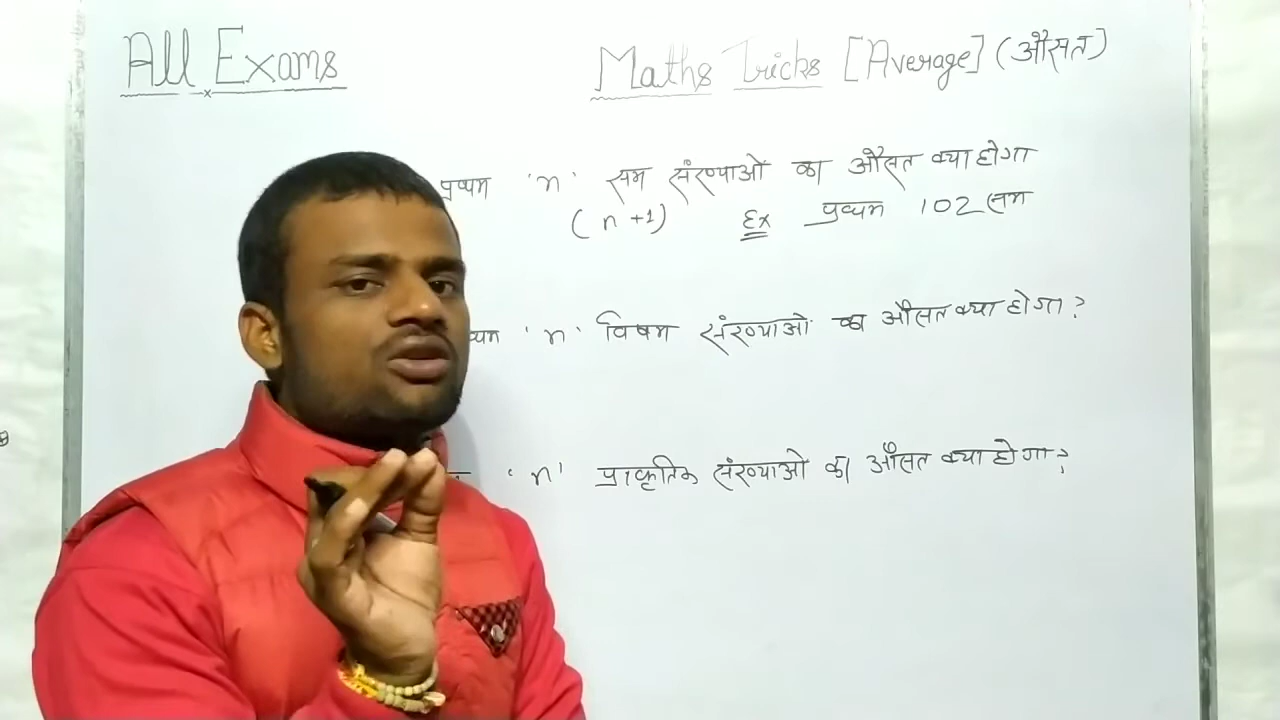 All Exams
Maths Tricks [Average] (औसत)
प्रथम 'n' सम संख्याओं का औसत क्या होगा
(n+1) Ex प्रथम 102 सम
'n' विषम संख्याओं का औसत क्या होगा?
'n' प्राकृतिक संख्याओं का औसत क्या होगा?